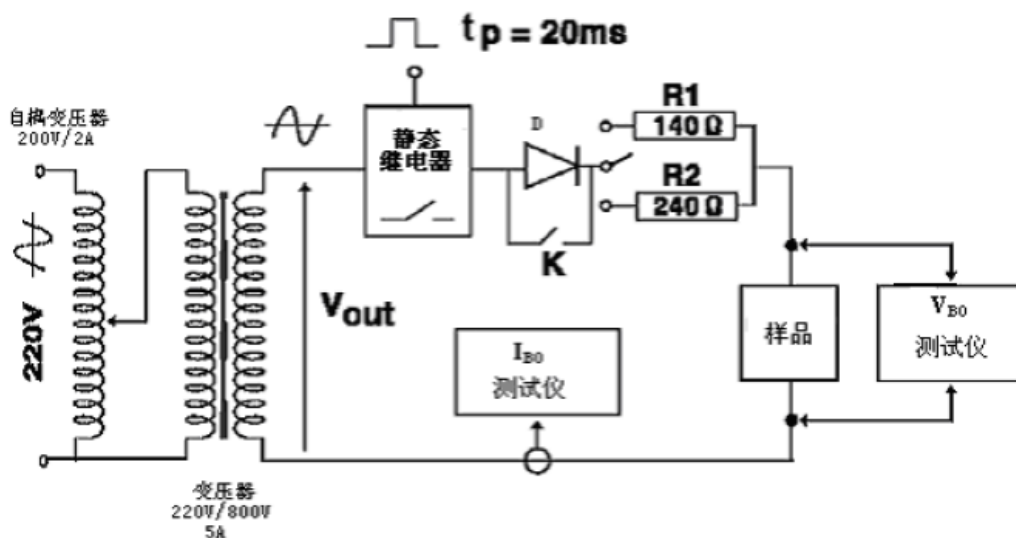 tp = 20ms
自耦变压器
200V/2A
静态
继电器
D
R1
140Ω
R2
240Ω
K
220V
Vout
IBO
测试仪
样品
VBO
测试仪
变压器
220V/800V
5A